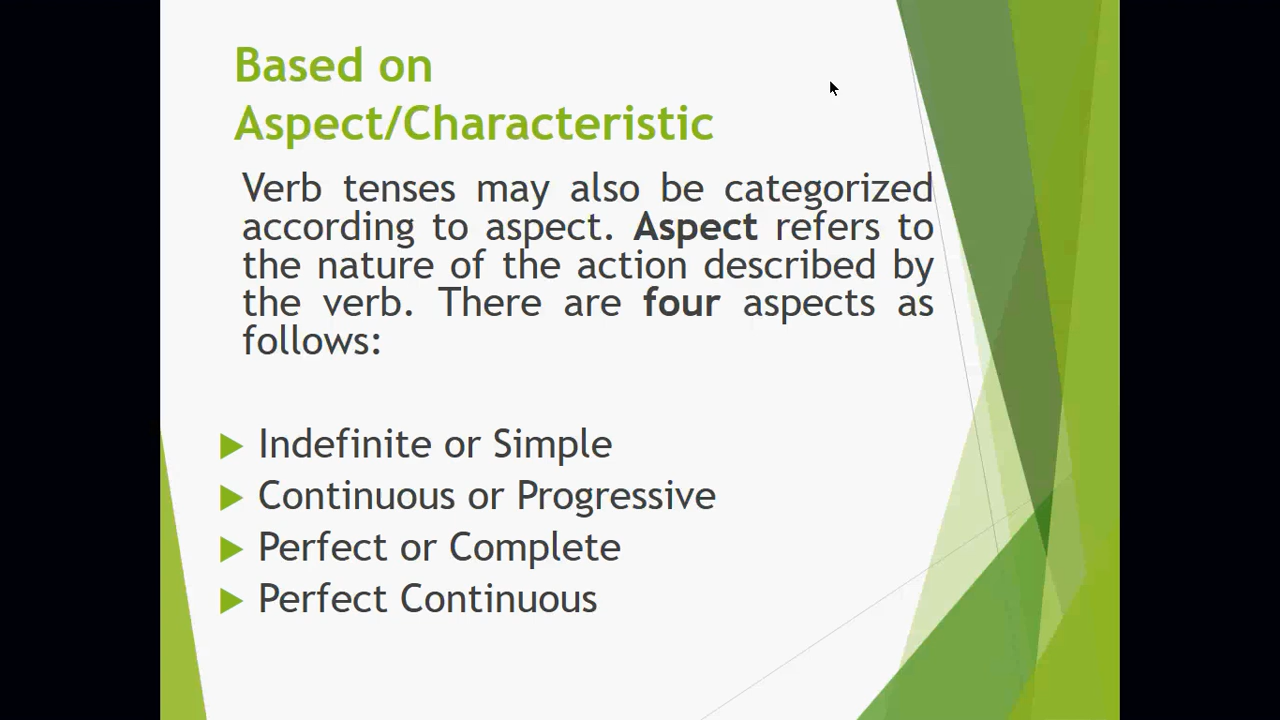 Based on
Aspect/Characteristic
Verb tenses may also be categorized
according to aspect. Aspect refers to
the nature of the action described by
the verb. There are four aspects as
follows:
Indefinite or Simple
Continuous or Progressive
Perfect or Complete
Perfect Continuous